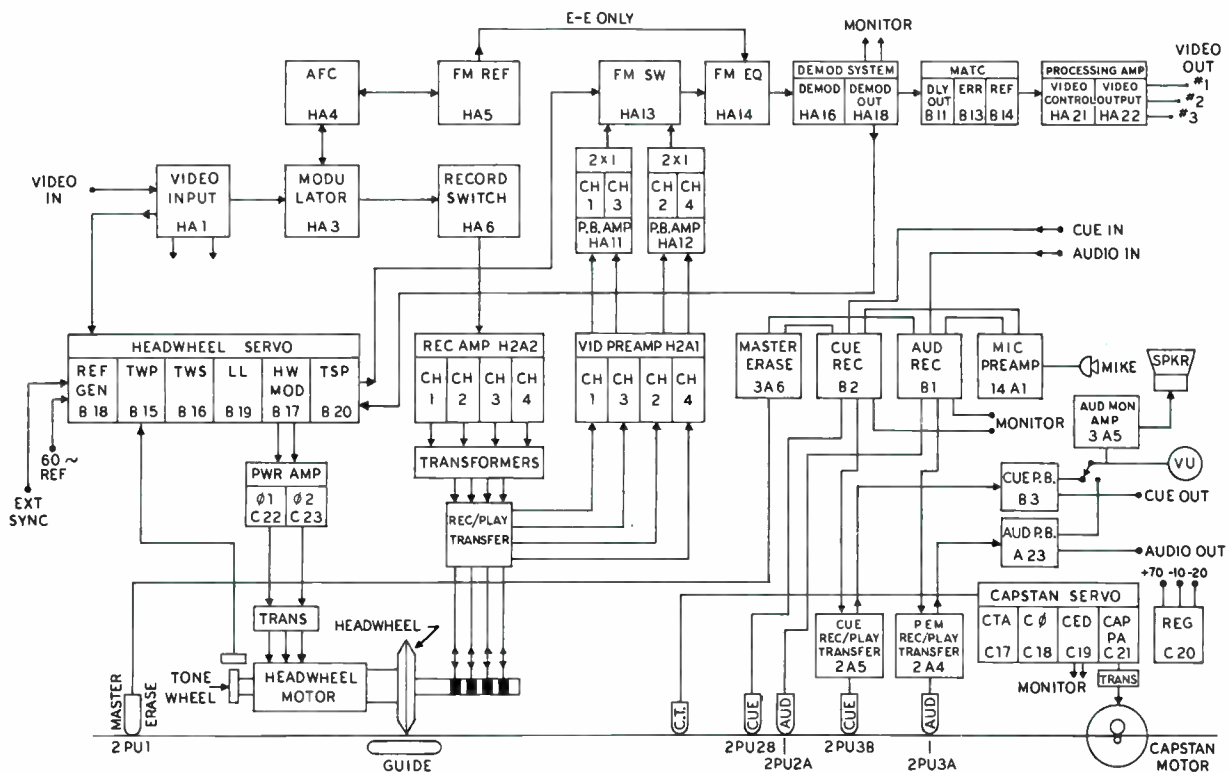 E-E ONLY
MONITOR
VIDEO OUT
#1
#2
#3
AFC
HA4
FM REF
HA5
FM SW
HA13
FM EQ
HA14
DEMOD SYSTEM
DEMOD
HA16
DEMOD OUT
HA18
MATC
DLY OUT
B11
ERR
B13
REF
B14
PROCESSING AMP
VIDEO CONTROL
HA21
VIDEO OUTPUT
HA22
VIDEO IN
VIDEO INPUT
HA1
MODU LATOR
HA3
RECORD SWITCH
HA6
2X1
CH 1
CH 3
P.B. AMP
HA11
2X1
CH 2
CH 4
P.B. AMP
HA12
CUE IN
AUDIO IN
HEADWHEEL SERVO
REF GEN
B18
TWP
B15
TWS
B16
LL
B19
HW MOD
B17
TSP
B20
REC AMP H2A2
CH 1
CH 2
CH 3
CH 4
VID PREAMP H2A1
CH 1
CH 3
CH 2
CH 4
MASTER ERASE
3A6
CUE REC
B2
AUD REC
B1
MIC PREAMP
14A1
MIKE
SPKR
MONITOR
AUD MON AMP
3A5
VU
60~ REF
EXT SYNC
PWR AMP
Ø1
C22
Ø2
C23
TRANSFORMERS
REC/PLAY TRANSFER
CUE P.B.
B3
CUE OUT
AUD P.B.
A23
AUDIO OUT
+70 -10 -20
TRANS
HEADWHEEL
CUE REC/PLAY TRANSFER
2A5
PEM REC/PLAY TRANSFER
2A4
CAPSTAN SERVO
CTA
C17
CØ
C18
CED
C19
CAP PA
C21
REG
C20
MONITOR
TRANS
TONE WHEEL
HEADWHEEL MOTOR
MASTER ERASE
2PU1
GUIDE
C.T.
CUE
2PU2B
AUD
2PU2A
CUE
2PU3B
AUD
2PU3A
CAPSTAN MOTOR